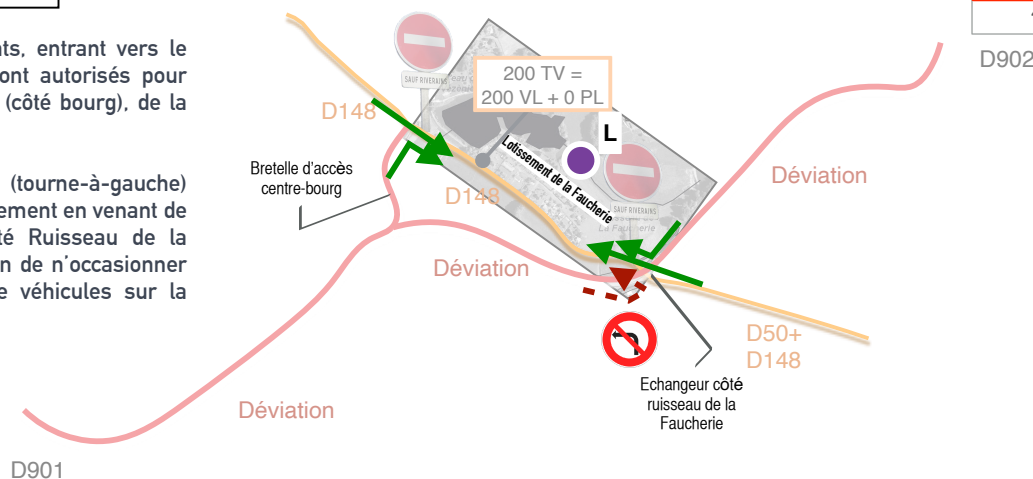 ts, entrant vers le
ont autorisés pour
(côté bourg), de la
(tourne-à-gauche)
ement en venant de
té Ruisseau de la
n de n'occasionner
e véhicules sur la
SAUF RIVERAINS
200 TV =
200 VL + 0 PL
D902
D148
L
Lotissement de la Faucherie
Bretelle d'accès
centre-bourg
D148
Déviation
SAUF RIVERAINS
La Faucherie
Déviation
D50+
D148
Echangeur côté
ruisseau de la
Faucherie
Déviation
D901